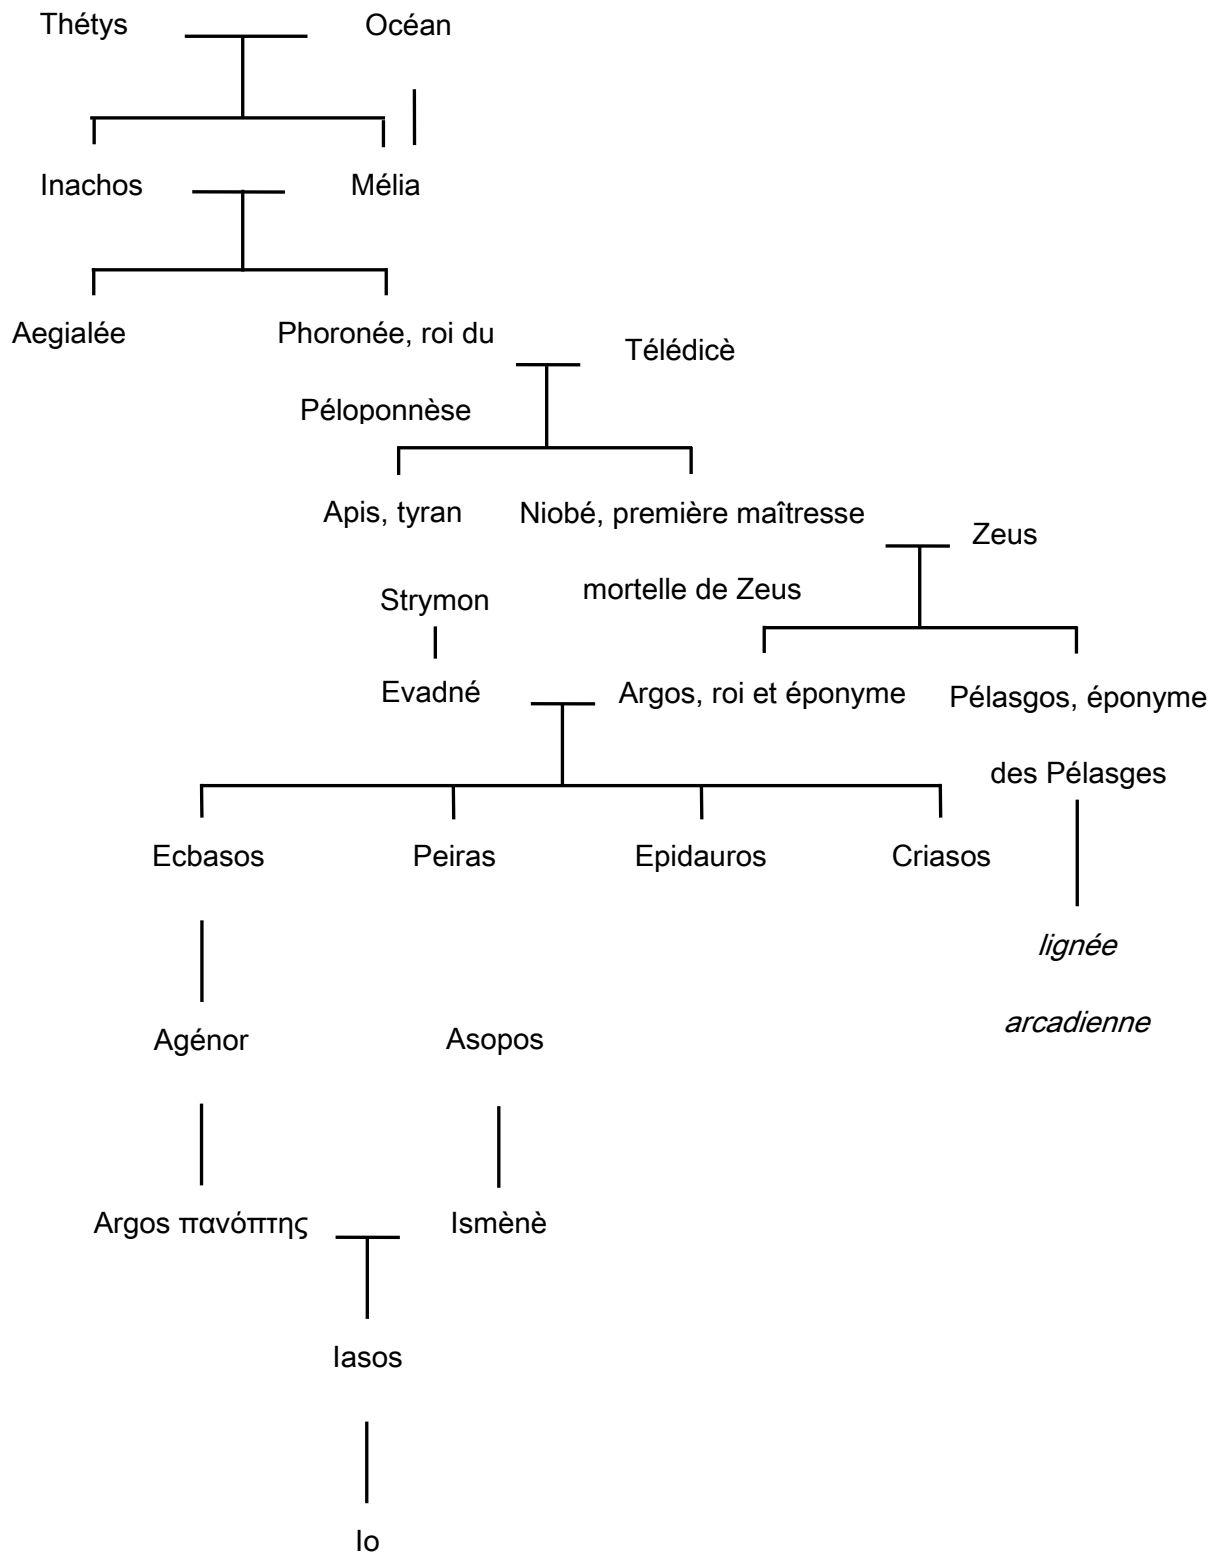 Thétys
Océan
Inachos
Mélia
Aegialée
Phoronée, roi du
Péloponnèse
Télédicè
Apis, tyran
Niobé, première maîtresse
mortelle de Zeus
Zeus
Strymon
Evadné
Argos, roi et éponyme
Pélasgos, éponyme
des Pélasges
Ecbasos
Peiras
Epidauros
Criasos
lignée
arcadienne
Agénor
Asopos
Argos πανόπτης
Ismènè
Iasos
Io